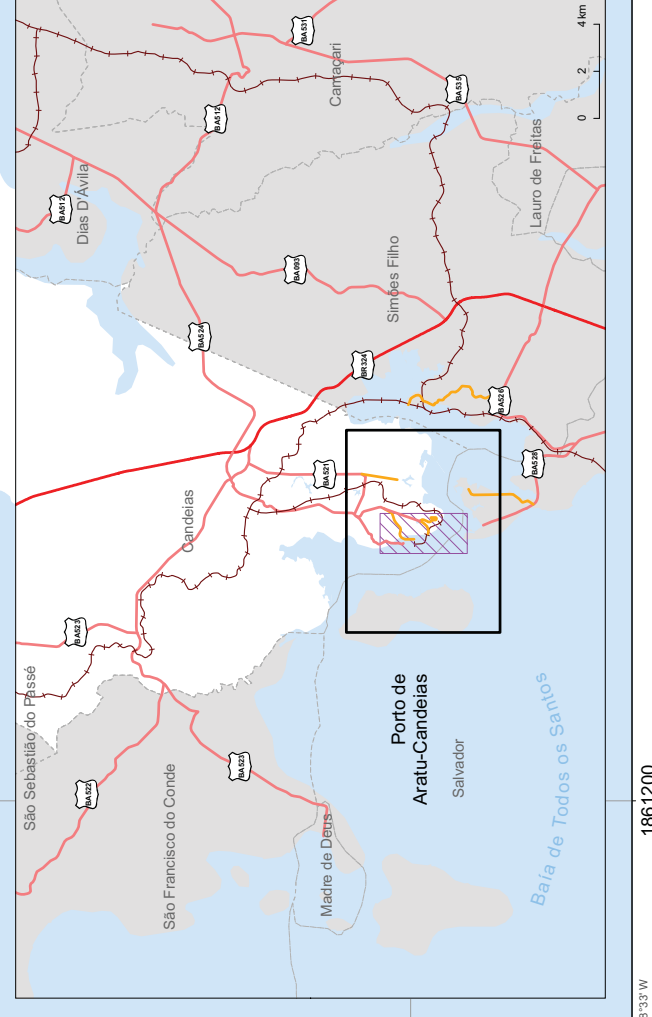 São Sebastião do Passé
BA512
BA523
Dias D'Ávila
BA522
São Francisco do Conde
Candeias
BA524
BA512
BA523
BA093
BA531
BA521
Madre de Deus
Camaçari
BR324
Simões Filho
Porto de
Aratu-Candeias
Salvador
BA535
BA526
BA528
Lauro de Freitas
Baía de Todos os Santos
0 2 4 km
8°33' W
1861200